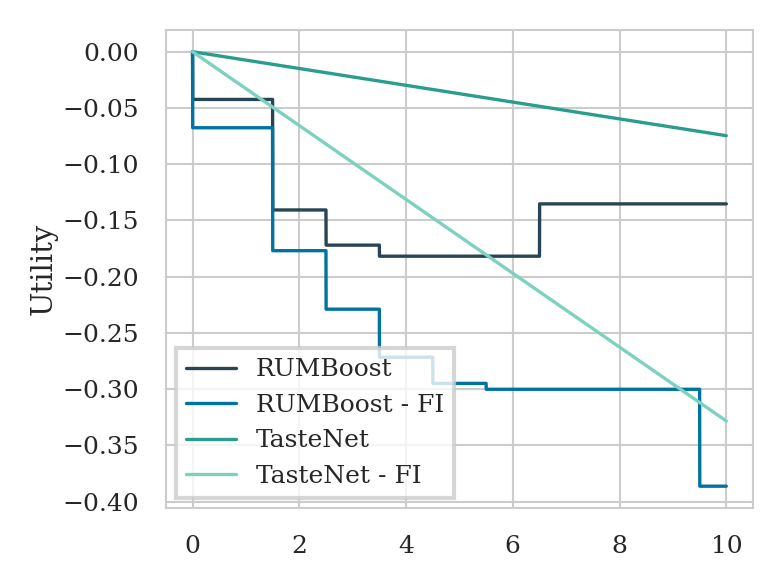 0.00
−0.05
−0.10
−0.15
−0.20
−0.25
−0.30
−0.35
−0.40
Utility
RUMBoost
RUMBoost - FI
TasteNet
TasteNet - FI
0 2 4 6 8 10